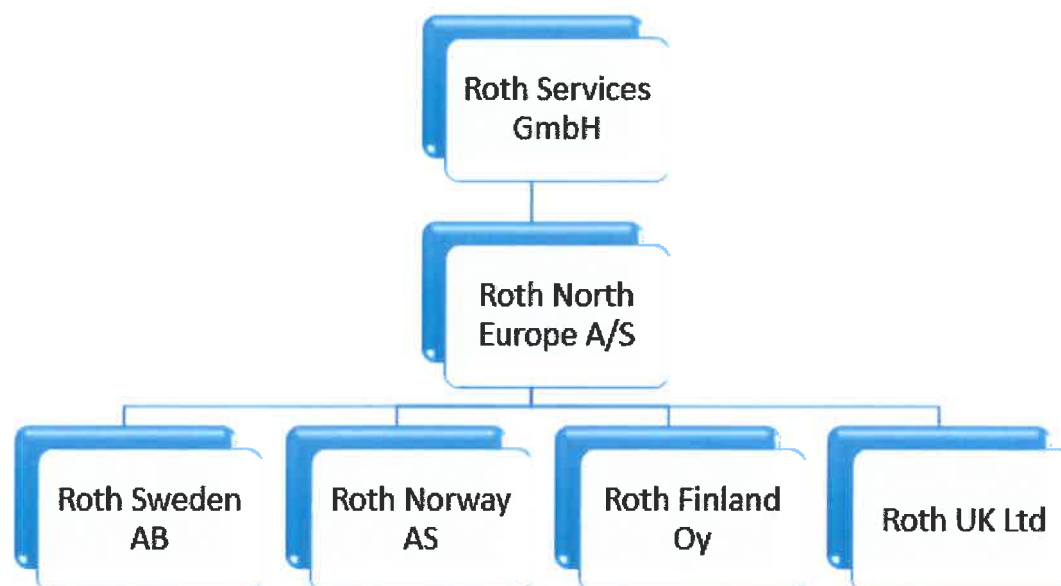 Roth Services
GmbH
Roth North
Europe A/S
Roth Sweden
AB
Roth Norway
AS
Roth Finland
Oy
Roth UK Ltd